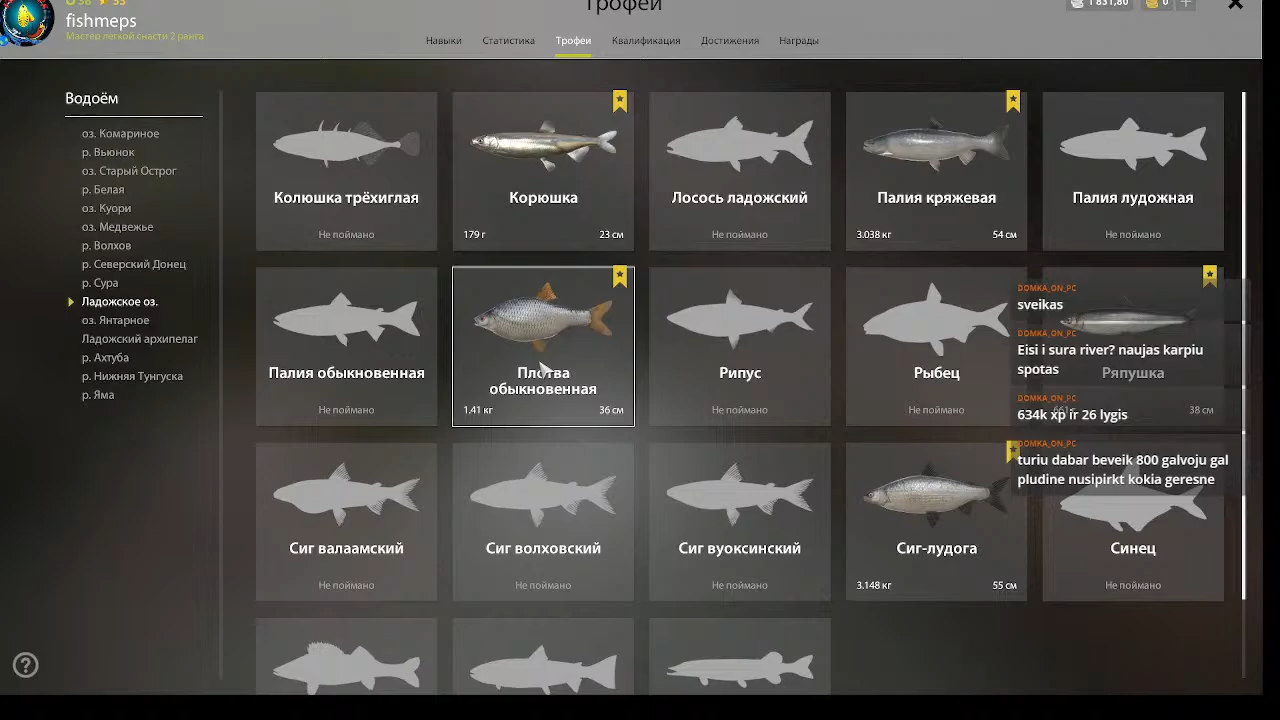 Трофеи
1 831,80
0
fishmeps
Мастер легкой снасти 2 ранга
Навыки
Статистика
Трофеи
Квалификация
Достижения
Награды
Водоём
оз. Комариное
р. Вьюнок
оз. Старый Острог
р. Белая
оз. Куори
оз. Медвежье
р. Волхов
р. Северский Донец
р. Сура
Ладожское оз.
оз. Янтарное
Ладожский архипелаг
р. Ахтуба
р. Нижняя Тунгуска
р. Яма
Колюшка трёхиглая
Не поймано
Корюшка
179 г 23 см
Лосось ладожский
Не поймано
Палия кряжевая
3.038 кг 54 см
Палия лудожная
Не поймано
Палия обыкновенная
Не поймано
Плотва
обыкновенная
1.41 кг 36 см
Рипус
Не поймано
Рыбец
Не поймано
Ряпушка
38 см
DOMKA_ON_PC
sveikas
DOMKA_ON_PC
Eisi i sura river? naujas karpiu
spotas
DOMKA_ON_PC
634k xp ir 26 lygis
DOMKA_ON_PC
turiu dabar beveik 800 galvoju gal
pludine nusipirkt kokia geresne
Сиг валаамский
Не поймано
Сиг волховский
Не поймано
Сиг вуоксинский
Не поймано
Сиг-лудога
3.148 кг 55 см
Синец
Не поймано
?